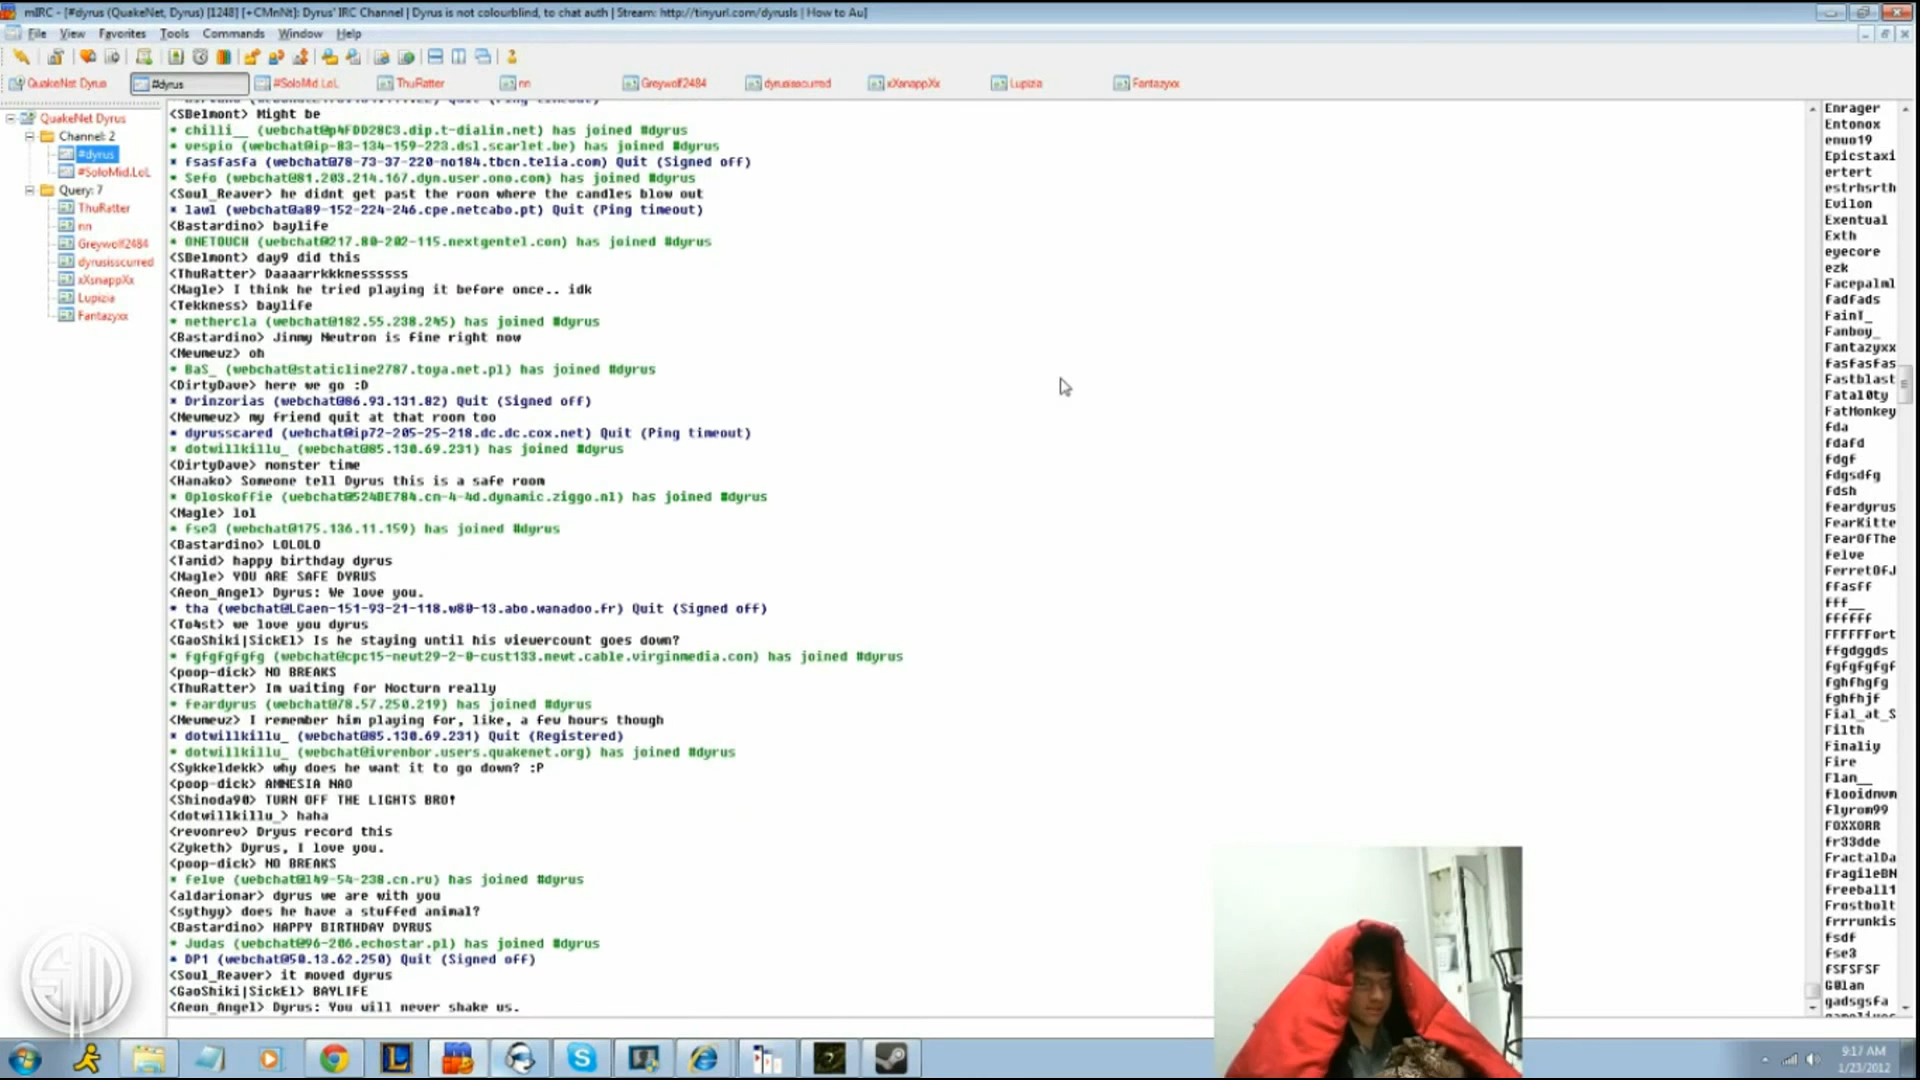 mIRC - [#dyrus (QuakeNet, Dyrus) [1248] [+CMnNt]: Dyrus' IRC Channel | Dyrus is not colourblind, to chat auth | Stream: http://tinyurl.com/dyrusls | How to Au]
File View Favorites Tools Commands Window Help
QuakeNet Dyrus #dyrus #SoloMid.LoL ThuRatter nn Greywolf2484 dyrusisscurred xXsnappXx Lupizia Fantazyxx
QuakeNet Dyrus
Channel: 2
#dyrus
#SoloMid.LoL
Query: 7
ThuRatter
nn
Greywolf2484
dyrusisscurred
xXsnappXx
Lupizia
Fantazyxx
<SBelmont> Might be
* chilli__ (webchat@p4FDD28C3.dip.t-dialin.net) has joined #dyrus
* vespio (webchat@ip-83-134-159-223.dsl.scarlet.be) has joined #dyrus
* fsasfasfa (webchat@78-73-37-220-no184.tbcn.telia.com) Quit (Signed off)
* Sefo (webchat@81.203.214.167.dyn.user.ono.com) has joined #dyrus
<Soul_Reaver> he didnt get past the room where the candles blow out
* lawl (webchat@a89-152-224-246.cpe.netcabo.pt) Quit (Ping timeout)
<Bastardino> baylife
* ONETOUCH (webchat@217.80-202-115.nextgentel.com) has joined #dyrus
<SBelmont> day9 did this
<ThuRatter> Daaaarrkkknessssss
<Magle> I think he tried playing it before once.. idk
<Tekkness> baylife
* nethercla (webchat@182.55.238.245) has joined #dyrus
<Bastardino> Jinmy Neutron is fine right now
<Meumeuz> oh
* BaS_ (webchat@staticline2787.toya.net.pl) has joined #dyrus
<DirtyDave> here we go :D
* Drinzorias (webchat@86.93.131.82) Quit (Signed off)
<Meumeuz> my friend quit at that room too
* dyrusscared (webchat@ip72-205-25-218.dc.dc.cox.net) Quit (Ping timeout)
* dotwillkillu_ (webchat@85.130.69.231) has joined #dyrus
<DirtyDave> monster time
<Hanako> Someone tell Dyrus this is a safe room
* Oploskoffie (webchat@524BE784.cm-4-4d.dynamic.ziggo.nl) has joined #dyrus
<Magle> lol
* fse3 (webchat@175.136.11.159) has joined #dyrus
<Bastardino> LOLOLO
<Tanid> happy birthday dyrus
<Magle> YOU ARE SAFE DYRUS
<Aeon_Angel> Dyrus: We love you.
* tha (webchat@LCaen-151-93-21-118.w80-13.abo.wanadoo.fr) Quit (Signed off)
<To4st> we love you dyrus
<GaoShiki|SickEl> Is he staying until his viewercount goes down?
* fgfgfgfgfg (webchat@cpc15-newt29-2-0-cust133.newt.cable.virginmedia.com) has joined #dyrus
<poop-dick> NO BREAKS
<ThuRatter> Im waiting for Nocturn really
* feardyrus (webchat@78.57.250.219) has joined #dyrus
<Meumeuz> I remember him playing for, like, a few hours though
* dotwillkillu_ (webchat@85.130.69.231) Quit (Registered)
* dotwillkillu_ (webchat@ivrenbor.users.quakenet.org) has joined #dyrus
<Sykkeldekk> why does he want it to go down? :P
<poop-dick> AMNESIA NAO
<Shinoda90> TURN OFF THE LIGHTS BRO!
<dotwillkillu_> haha
<revonrev> Dryus record this
<Zyketh> Dyrus, I love you.
<poop-dick> NO BREAKS
* felve (webchat@l49-54-238.cn.ru) has joined #dyrus
<aldarionar> dyrus we are with you
<sythyy> does he have a stuffed animal?
<Bastardino> HAPPY BIRTHDAY DYRUS
* Judas (webchat@96-206.echostar.pl) has joined #dyrus
* DP1 (webchat@50.13.62.250) Quit (Signed off)
<Soul_Reaver> it moved dyrus
<GaoShiki|SickEl> BAYLIFE
<Aeon_Angel> Dyrus: You will never shake us.
Enrager
Entonox
enuo19
Epicstaxi
ertert
estrhsrth
Evilon
Exentual
Exth
eyecore
ezk
Facepalml
fadfads
FainT_
Fanboy_
Fantazyxx
fasfasfas
Fastblast
Fatal0ty
FatMonkey
fda
fdafd
fdgf
fdgsdfg
fdsh
feardyrus
FearKitte
FearOfThe
felve
FerretOfJ
ffasff
fff__
ffffff
FFFFFFort
ffgdggds
fgfgfgfgf
fghfhgfg
fghfhjf
Fial_at_S
Filth
Finaliy
Fire
Flan__
flooidnvm
flyrom99
FOXXORR
fr33dde
FractalDa
fragileBN
freeball1
Frostbolt
frrrunkis
fsdf
fse3
fSFSFSF
G0lan
gadsgsfa
9:17 AM
1/23/2012